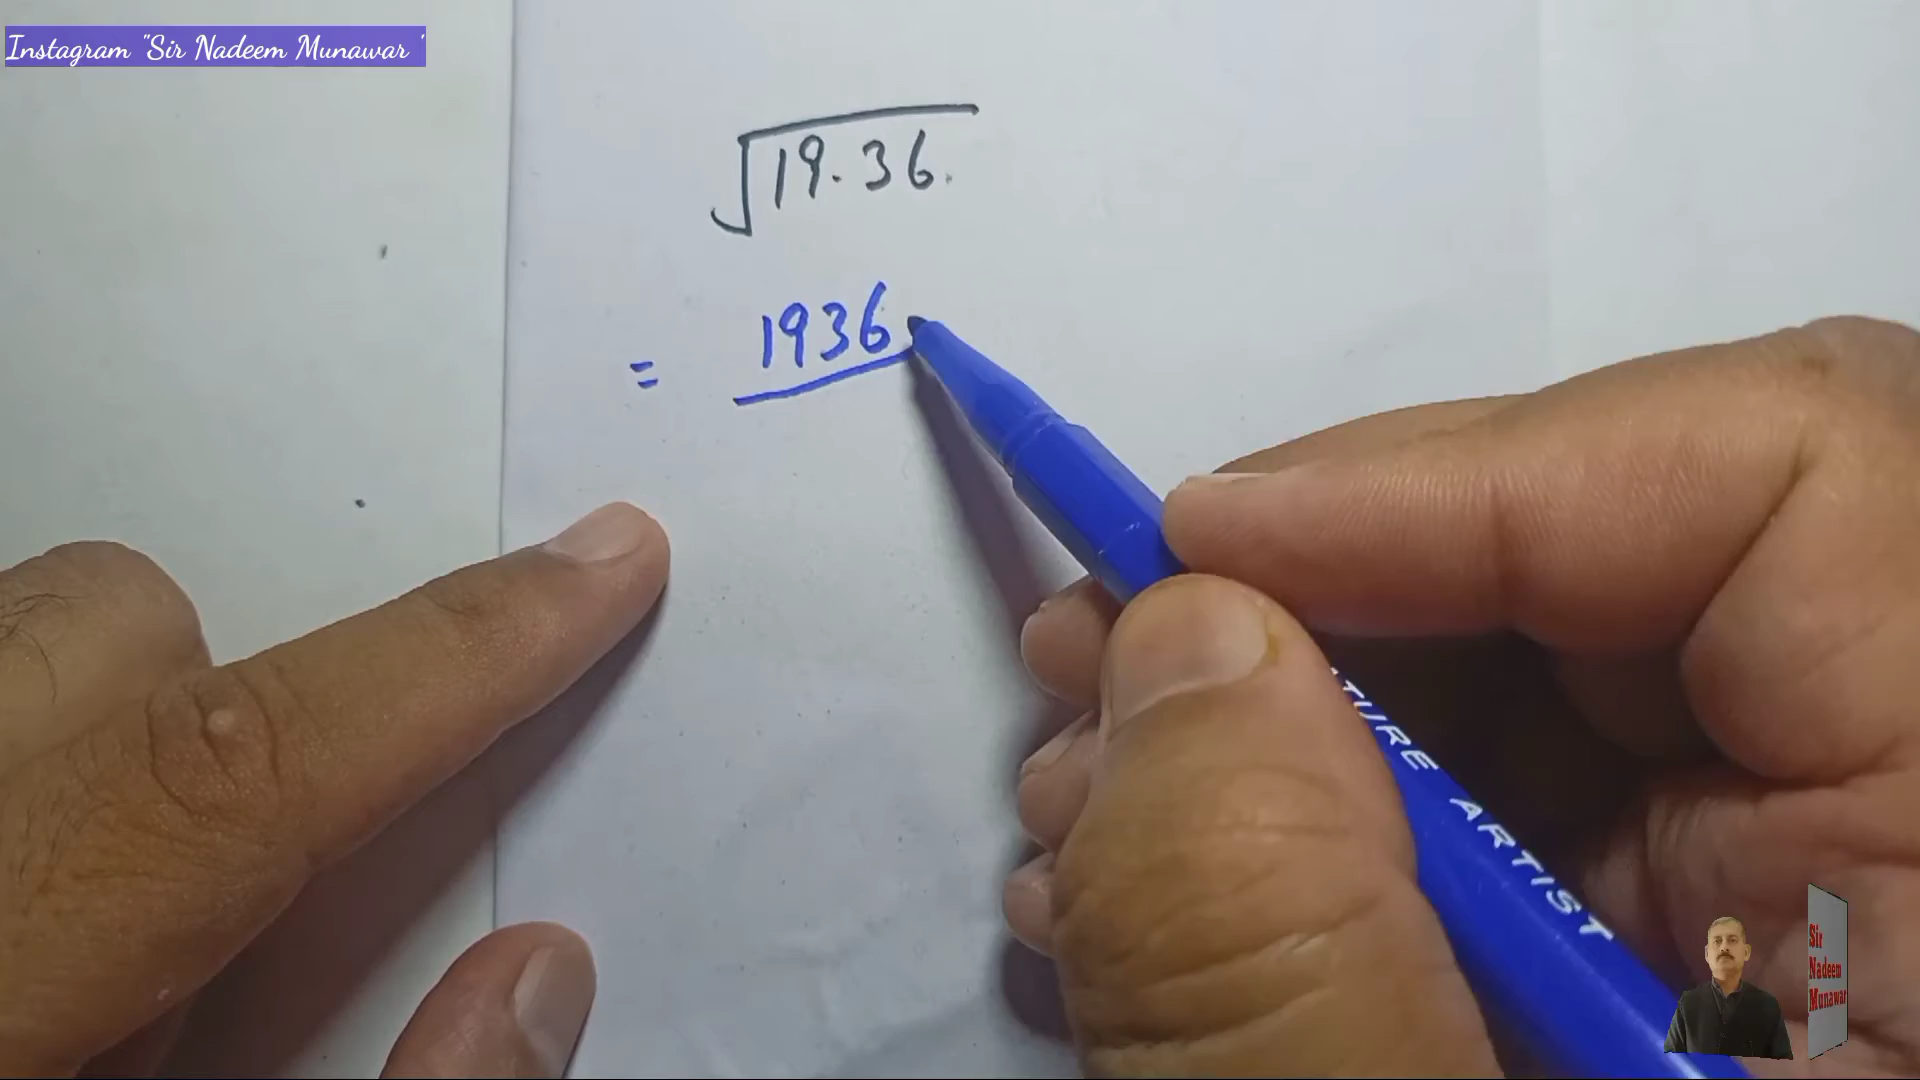 Instagram "Sir Nadeem Munawar '
√19.36
= 1936
TURE ARTIST
Sir
Nadeem
Munawar